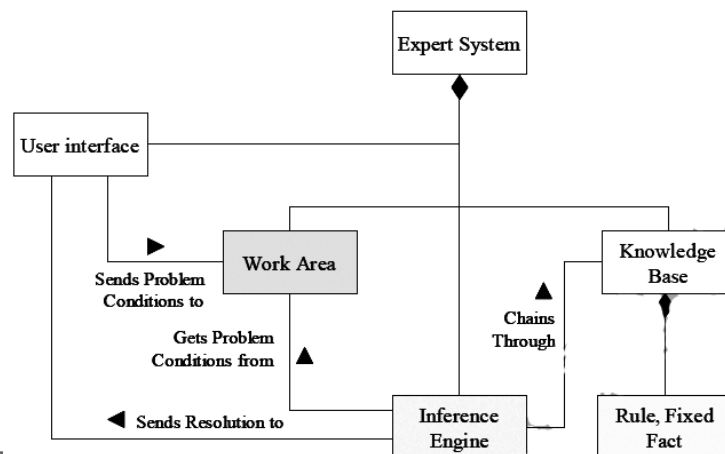 Expert System
User interface
Work Area
Knowledge
Base
Sends Problem
Conditions to
Chains
Through
Gets Problem
Conditions from
Sends Resolution to
Inference
Engine
Rule, Fixed
Fact